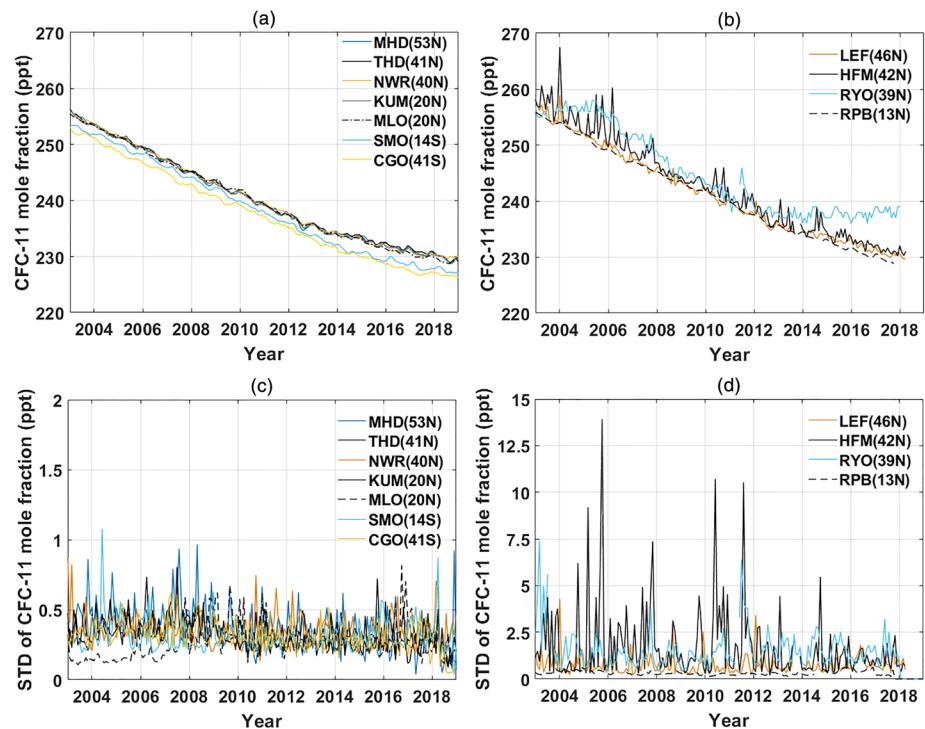 (a)
CFC-11 mole fraction (ppt)
270
260
250
240
230
220
MHD(53N)
THD(41N)
NWR(40N)
KUM(20N)
MLO(20N)
SMO(14S)
CGO(41S)
2004 2006 2008 2010 2012 2014 2016 2018
Year
(b)
CFC-11 mole fraction (ppt)
270
260
250
240
230
220
LEF(46N)
HFM(42N)
RYO(39N)
RPB(13N)
2004 2006 2008 2010 2012 2014 2016 2018
Year
(c)
STD of CFC-11 mole fraction (ppt)
2
1.5
1
0.5
0
MHD(53N)
THD(41N)
NWR(40N)
KUM(20N)
MLO(20N)
SMO(14S)
CGO(41S)
2004 2006 2008 2010 2012 2014 2016 2018
Year
(d)
STD of CFC-11 mole fraction (ppt)
15
12.5
10
7.5
5
2.5
0
LEF(46N)
HFM(42N)
RYO(39N)
RPB(13N)
2004 2006 2008 2010 2012 2014 2016 2018
Year